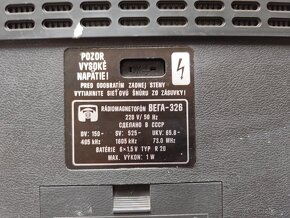 POZOR
VYSOKÉ
NAPÄTIE!
PRED ODOBRATÍM ZADNEJ STENY
VYTIAHNITE SIEŤOVÚ ŠNÚRU ZO ZÁSUVKY!
RÁDIOMAGNETOFÓN ВЕГА-326
220 V/ 50 Hz
СДЕЛАНО В СССР
DV: 150- SV: 525- UKV: 65.8-
405 kHz 1605 kHz 73.0 MHz
BATÉRIE 6×1,5 V TYP R 20
MAX. VÝKON: 1 W